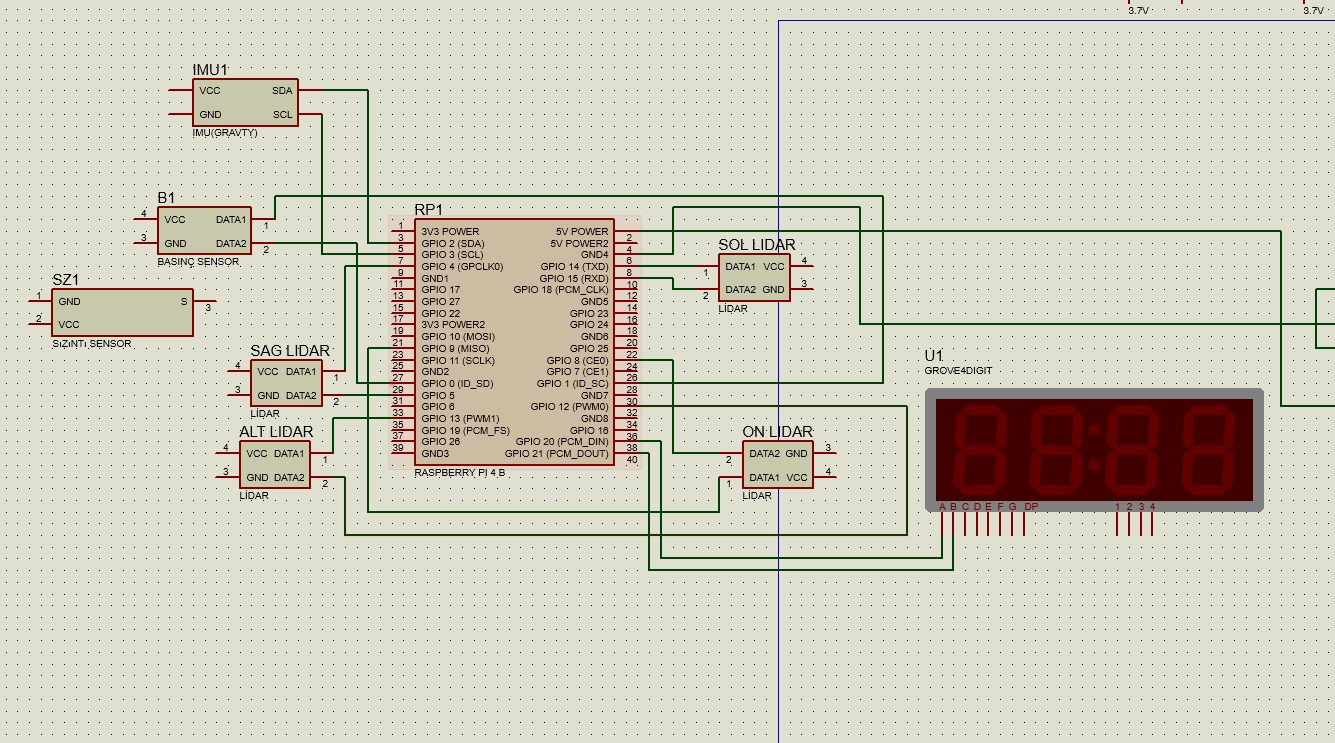 3.7V 3.7V
IMU1
VCC SDA
GND SCL
IMU(GRAVTY)
B1
4 VCC DATA1 1
3 GND DATA2 2
BASINÇ SENSOR
SZ1
1 GND S 3
2 VCC
SıZıNTı SENSOR
SAG LIDAR
4 VCC DATA1 1
3 GND DATA2 2
LİDAR
ALT LIDAR
4 VCC DATA1 1
3 GND DATA2 2
LİDAR
RP1
1 3V3 POWER 5V POWER 2
3 GPIO 2 (SDA) 5V POWER2 4
5 GPIO 3 (SCL) GND4 6
7 GPIO 4 (GPCLK0) GPIO 14 (TXD) 8
9 GND1 GPIO 15 (RXD) 10
11 GPIO 17 GPIO 18 (PCM_CLK) 12
13 GPIO 27 GND5 14
15 GPIO 22 GPIO 23 16
17 3V3 POWER2 GPIO 24 18
19 GPIO 10 (MOSI) GND6 20
21 GPIO 9 (MISO) GPIO 25 22
23 GPIO 11 (SCLK) GPIO 8 (CE0) 24
25 GND2 GPIO 7 (CE1) 26
27 GPIO 0 (ID_SD) GPIO 1 (ID_SC) 28
29 GPIO 5 GND7 30
31 GPIO 6 GPIO 12 (PWM0) 32
33 GPIO 13 (PWM1) GND8 34
35 GPIO 19 (PCM_FS) GPIO 16 36
37 GPIO 26 GPIO 20 (PCM_DIN) 38
39 GND3 GPIO 21 (PCM_DOUT) 40
RASPBERRY PI 4 B
SOL LIDAR
1 DATA1 VCC 4
2 DATA2 GND 3
LİDAR
ON LIDAR
2 DATA2 GND 3
1 DATA1 VCC 4
LİDAR
U1
GROVE4DIGIT
A B C D E F G DP 1 2 3 4